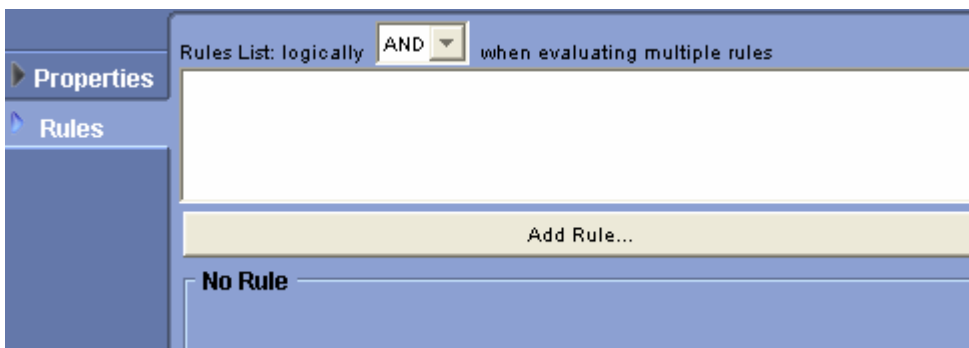 Rules List: logically AND when evaluating multiple rules
Properties
Rules
Add Rule...
No Rule